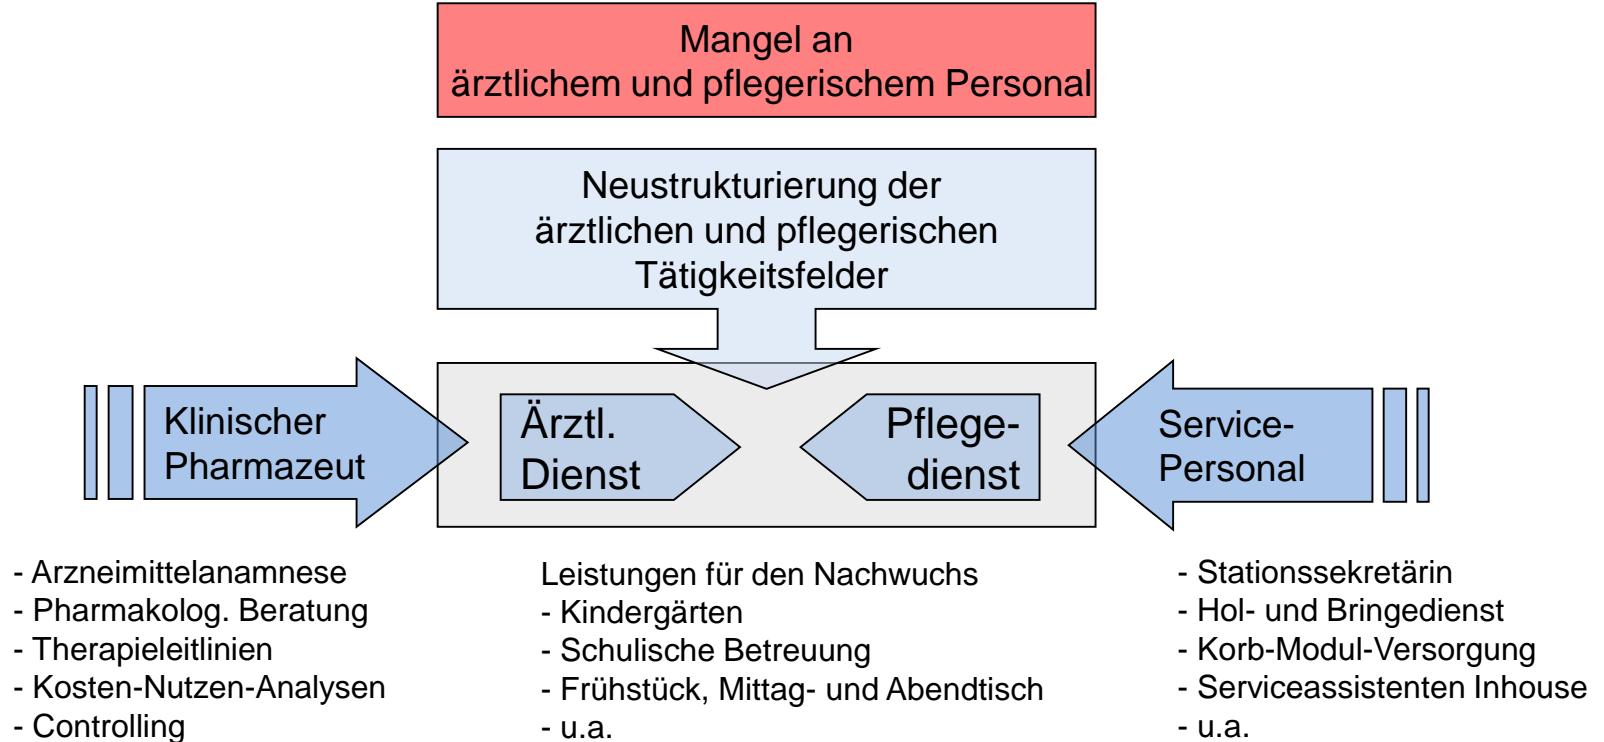 Mangel an
ärztlichem und pflegerischem Personal
Neustrukturierung der
ärztlichen und pflegerischen
Tätigkeitsfelder
Klinischer
Pharmazeut
Ärztl.
Dienst
Pflege-
dienst
Service-
Personal
- Arzneimittelanamnese
- Pharmakolog. Beratung
- Therapieleitlinien
- Kosten-Nutzen-Analysen
- Controlling
Leistungen für den Nachwuchs
- Kindergärten
- Schulische Betreuung
- Frühstück, Mittag- und Abendtisch
- u.a.
- Stationssekretärin
- Hol- und Bringedienst
- Korb-Modul-Versorgung
- Serviceassistenten Inhouse
- u.a.